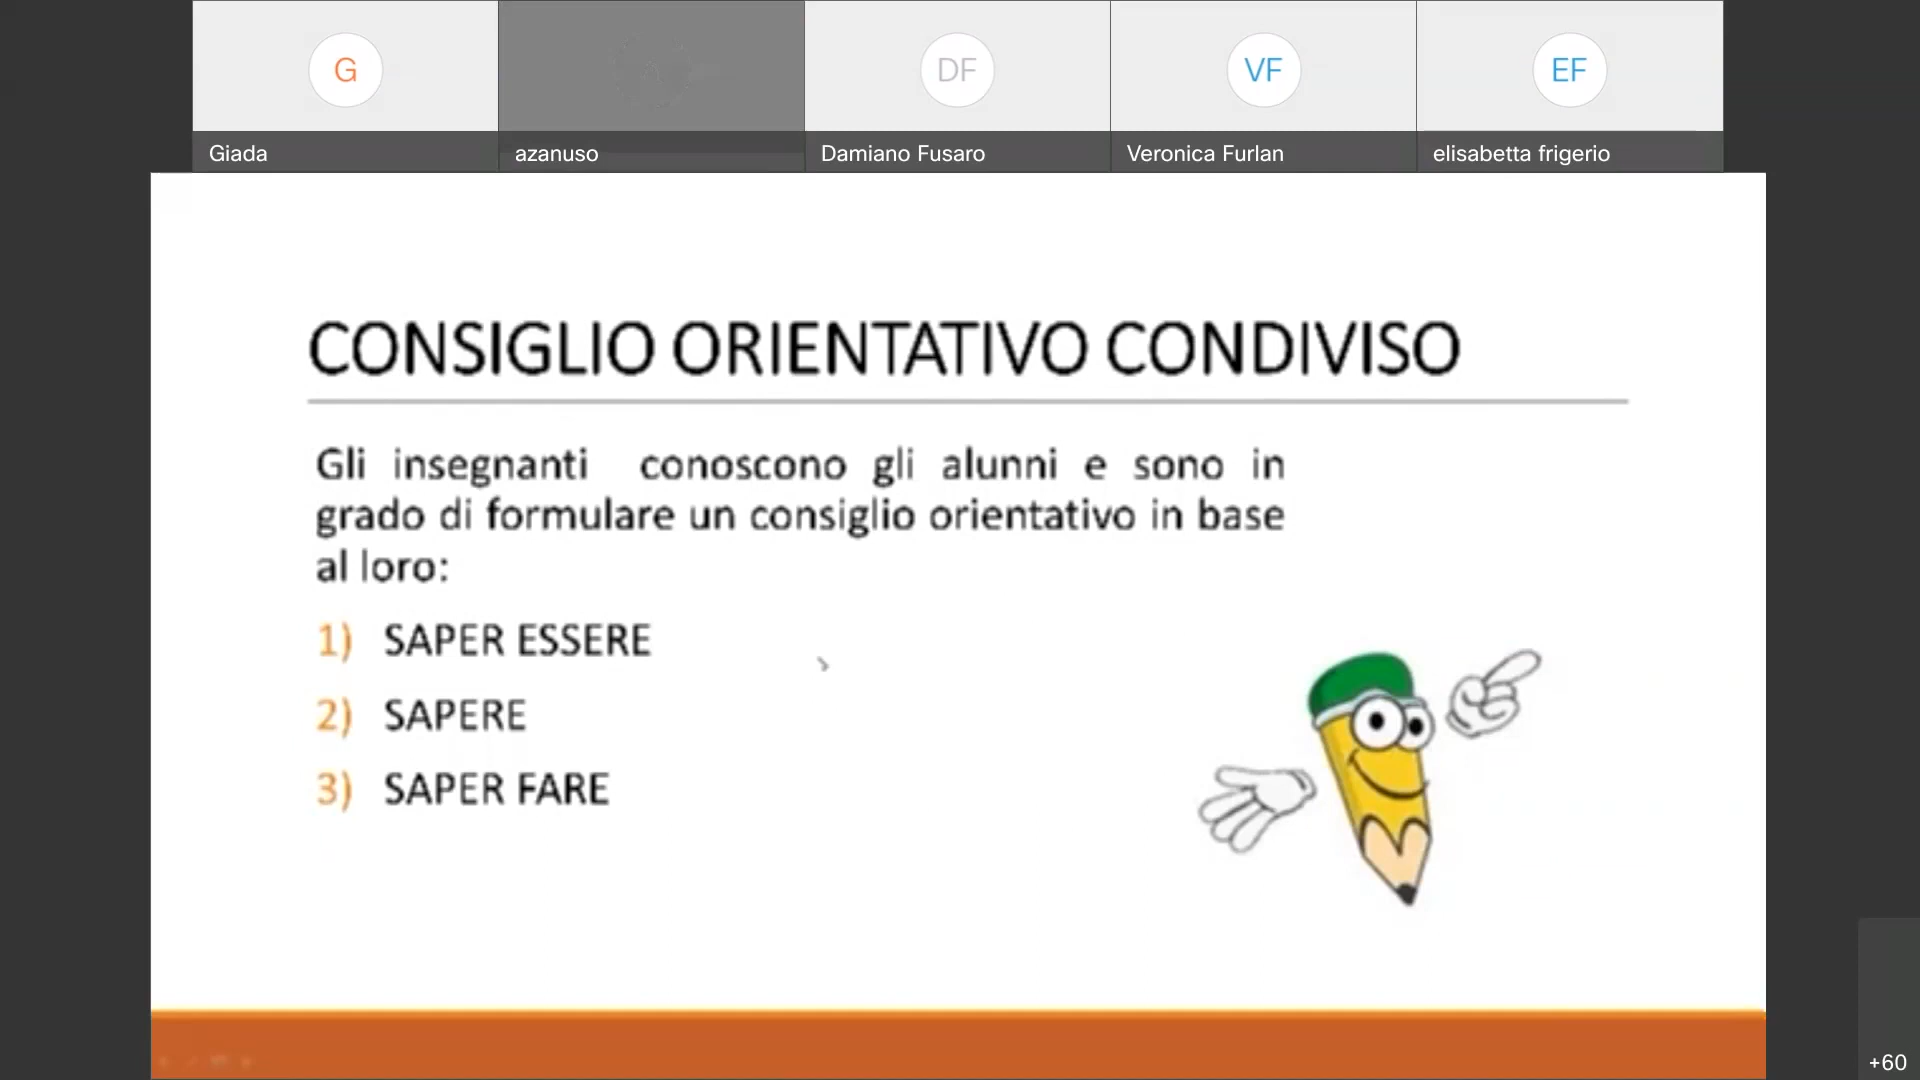 G
DF
VF
EF
Giada
azanuso
Damiano Fusaro
Veronica Furlan
elisabetta frigerio
CONSIGLIO ORIENTATIVO CONDIVISO
Gli insegnanti conoscono gli alunni e sono in
grado di formulare un consiglio orientativo in base
al loro:
1) SAPER ESSERE
2) SAPERE
3) SAPER FARE
+60